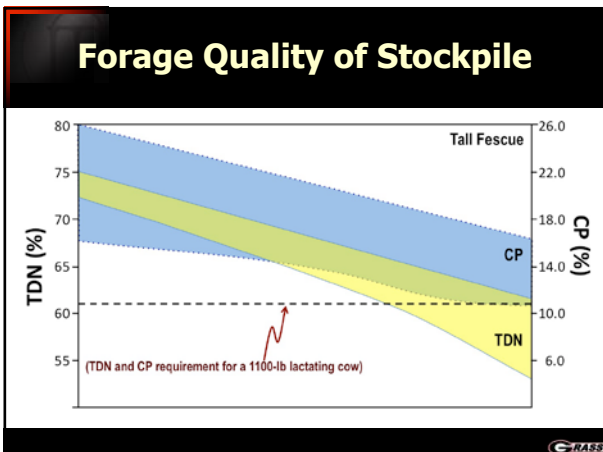 Forage Quality of Stockpile
Tall Fescue
TDN (%)
80
75
70
65
60
55
CP (%)
26.0
22.0
18.0
14.0
10.0
6.0
CP
TDN
(TDN and CP requirement for a 1100-lb lactating cow)
GRASS